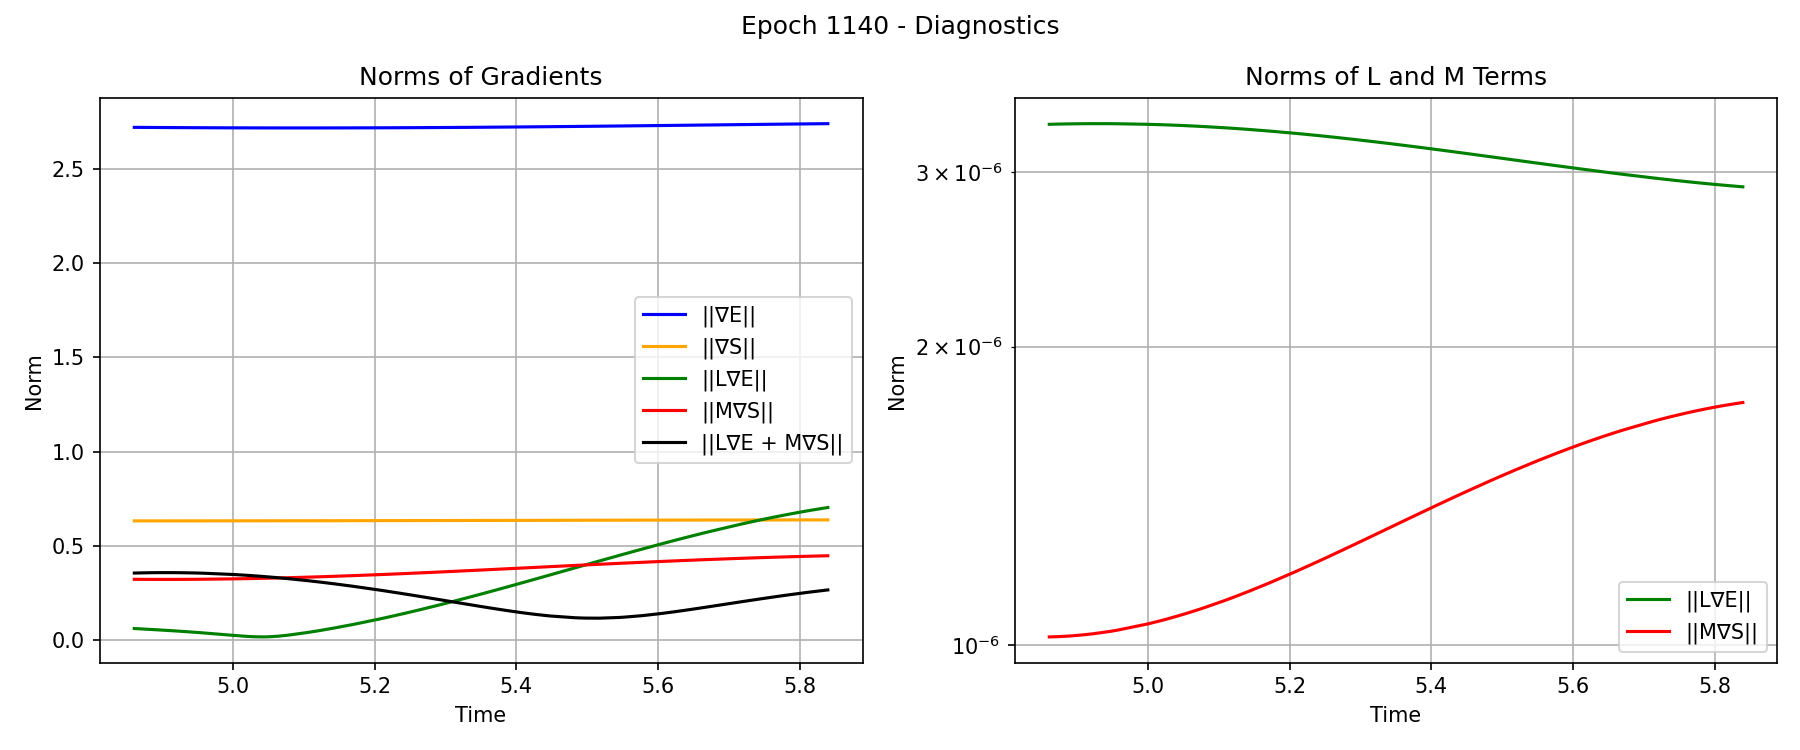 Epoch 1140 - Diagnostics
Norms of Gradients
Norm
2.5
2.0
1.5
1.0
0.5
0.0
||∇E||
||∇S||
||L∇E||
||M∇S||
||L∇E + M∇S||
5.0 5.2 5.4 5.6 5.8
Time
Norms of L and M Terms
Norm
3 × 10⁻⁶
2 × 10⁻⁶
10⁻⁶
||L∇E||
||M∇S||
5.0 5.2 5.4 5.6 5.8
Time